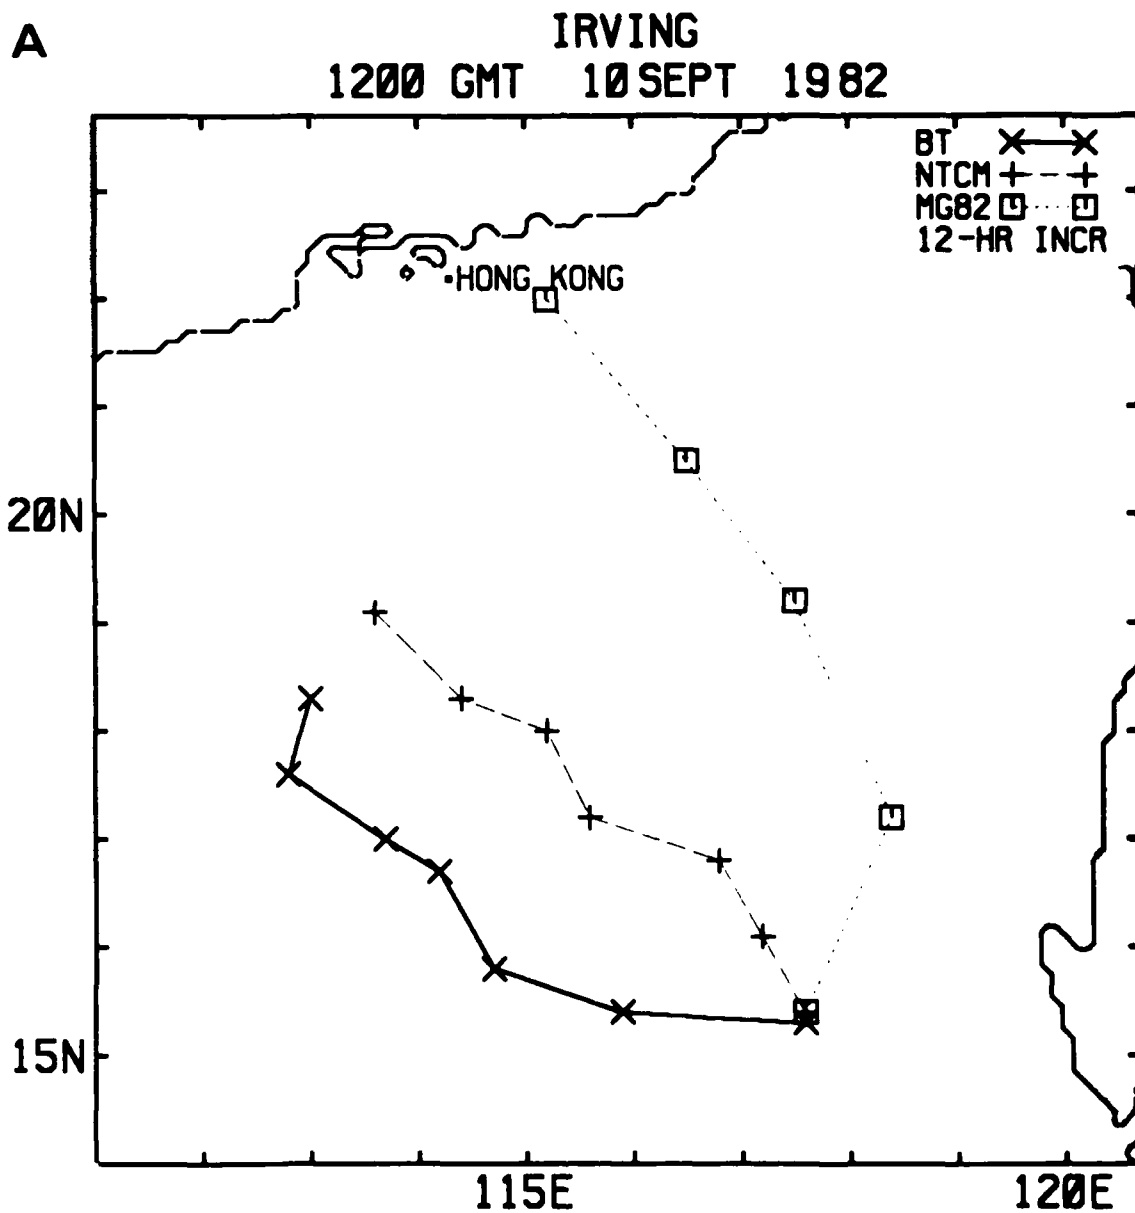 A
IRVING
1200 GMT 10 SEPT 1982
BT
NTCM
MG82
12-HR INCR
HONG KONG
20N
15N
115E
120E